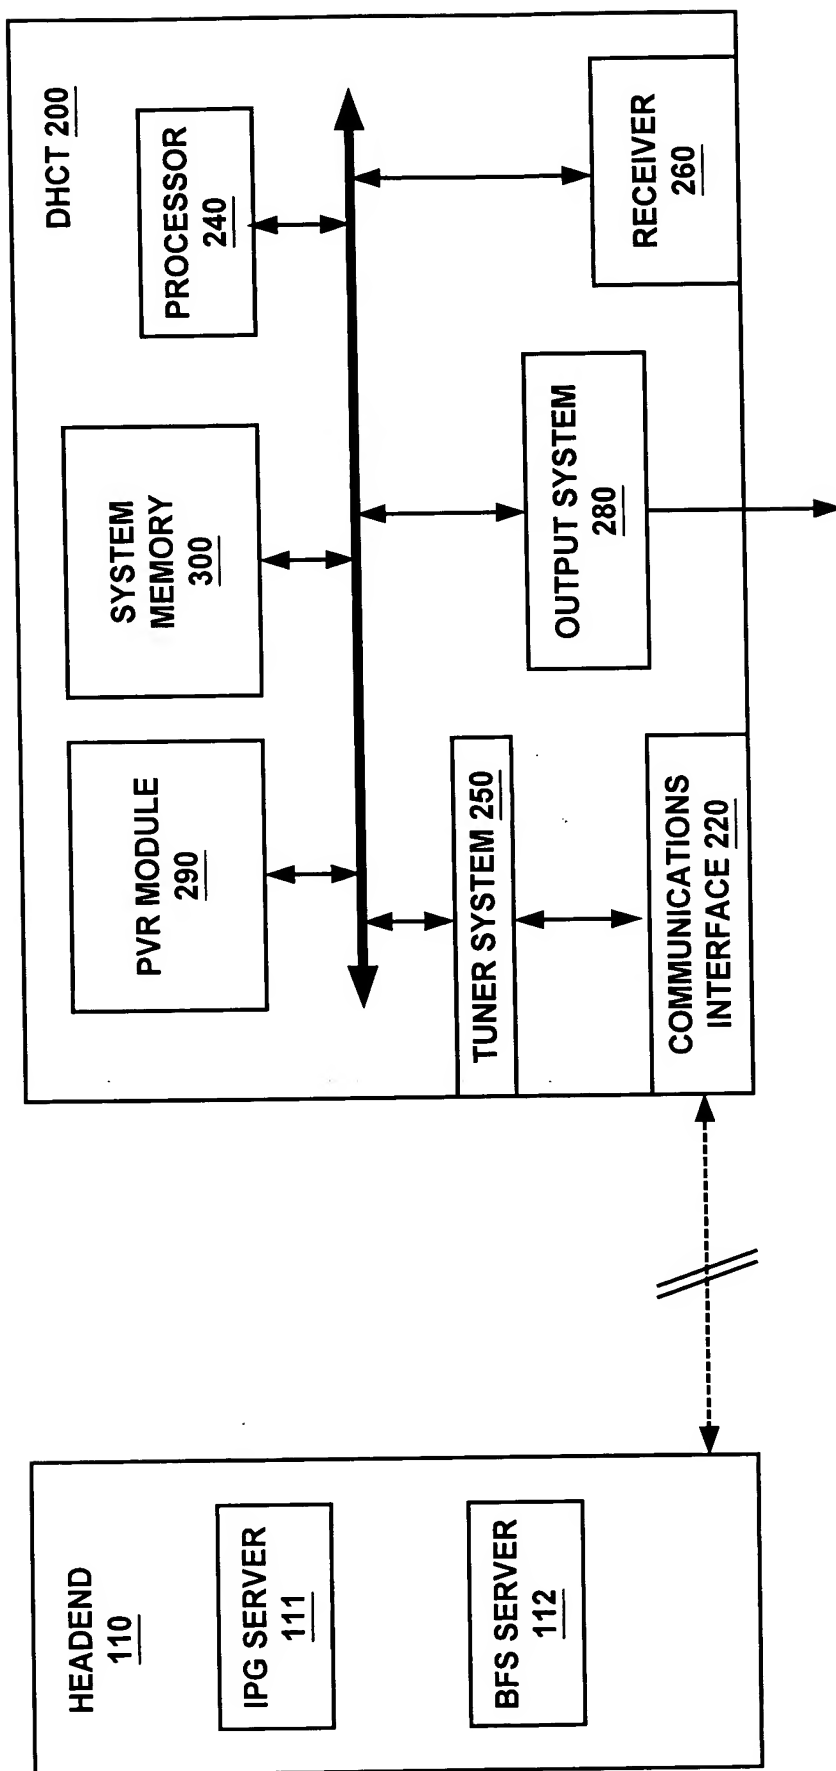 HEADEND
110
IPG SERVER
111
BFS SERVER
112
DHCT 200
PVR MODULE
290
SYSTEM
MEMORY
300
PROCESSOR
240
TUNER SYSTEM 250
COMMUNICATIONS
INTERFACE 220
OUTPUT SYSTEM
280
RECEIVER
260